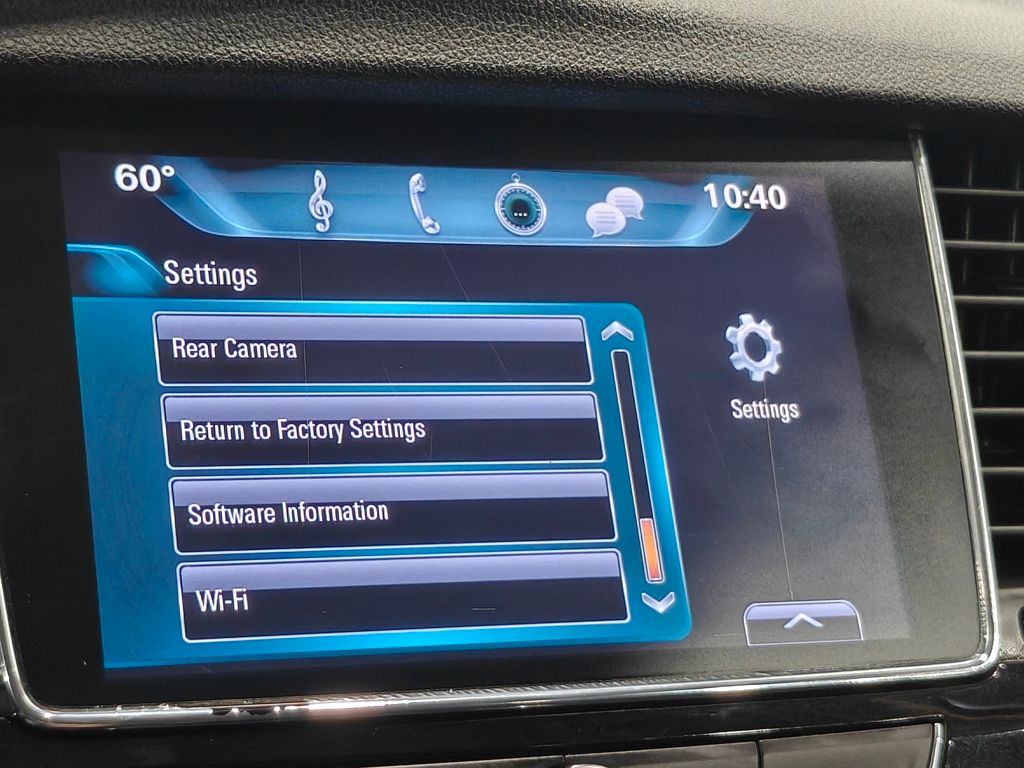 60°
10:40
Settings
Rear Camera
Return to Factory Settings
Software Information
Wi-Fi
Settings